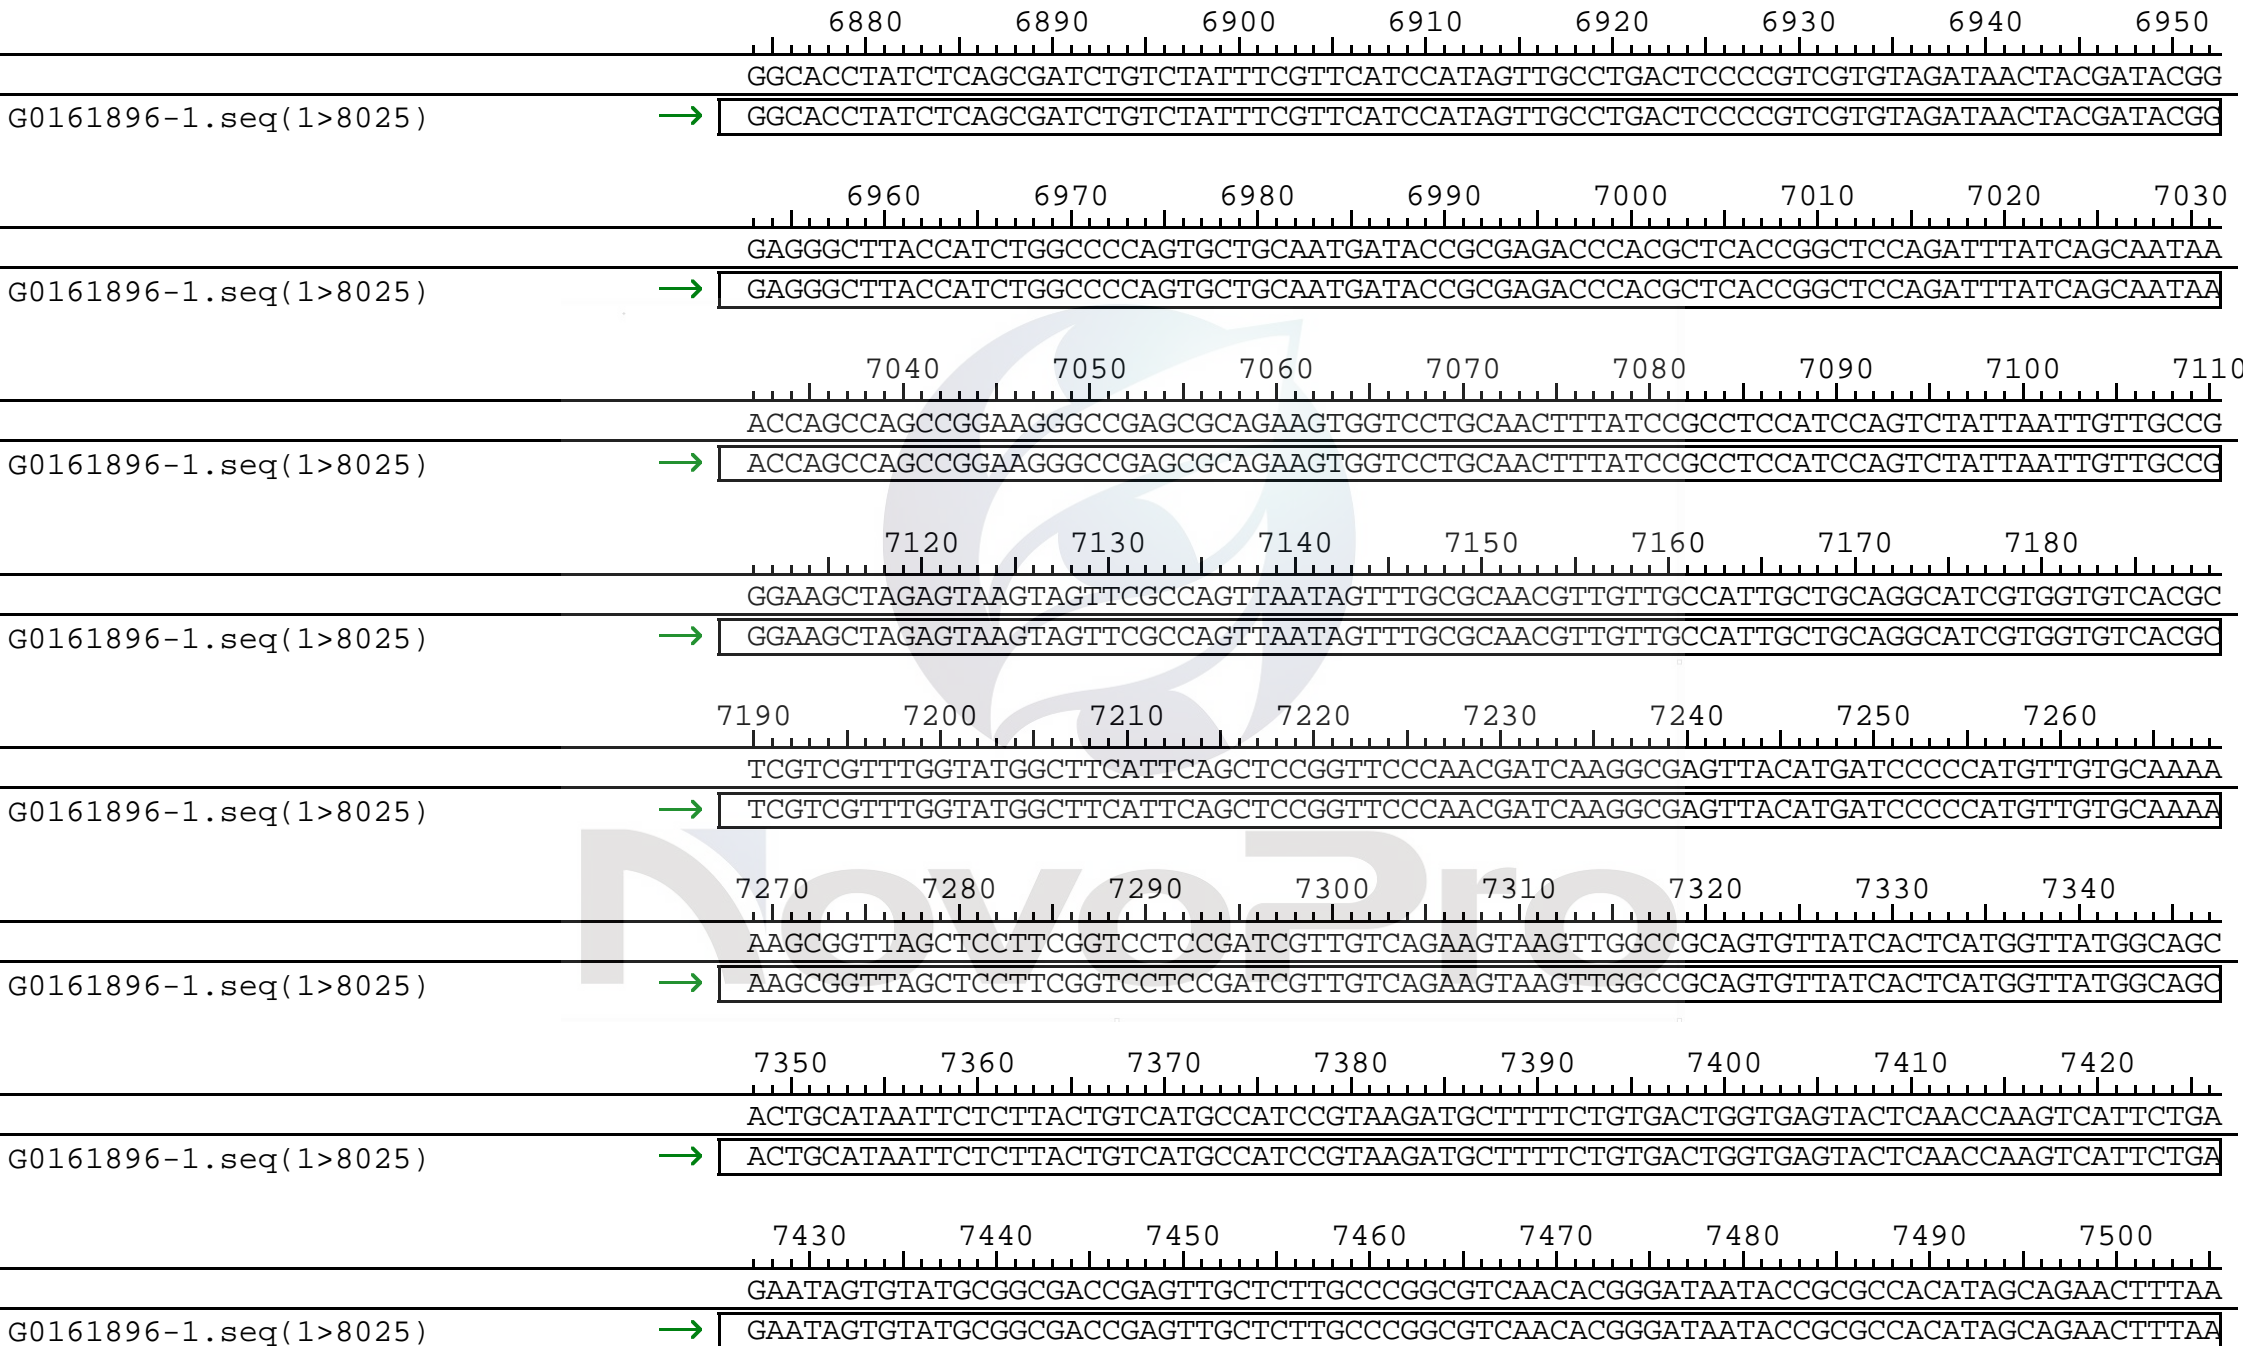 6880 6890 6900 6910 6920 6930 6940 6950
GGCACCTATCTCAGCGATCTGTCTATTTCGTTCATCCATAGTTGCCTGACTCCCCGTCGTGTAGATAACTACGATACGG
G0161896-1.seq(1>8025) → GGCACCTATCTCAGCGATCTGTCTATTTCGTTCATCCATAGTTGCCTGACTCCCCGTCGTGTAGATAACTACGATACGG
6960 6970 6980 6990 7000 7010 7020 7030
GAGGGCTTACCATCTGGCCCCAGTGCTGCAATGATACCGCGAGACCCACGCTCACCGGCTCCAGATTTATCAGCAATAA
G0161896-1.seq(1>8025) → GAGGGCTTACCATCTGGCCCCAGTGCTGCAATGATACCGCGAGACCCACGCTCACCGGCTCCAGATTTATCAGCAATAA
7040 7050 7060 7070 7080 7090 7100 7110
ACCAGCCAGCCGGAAGGGCCGAGCGCAGAAGTGGTCCTGCAACTTTATCCGCCTCCATCCAGTCTATTAATTGTTGCCG
G0161896-1.seq(1>8025) → ACCAGCCAGCCGGAAGGGCCGAGCGCAGAAGTGGTCCTGCAACTTTATCCGCCTCCATCCAGTCTATTAATTGTTGCCG
7120 7130 7140 7150 7160 7170 7180
GGAAGCTAGAGTAAGTAGTTCGCCAGTTAATAGTTTGCGCAACGTTGTTGCCATTGCTGCAGGCATCGTGGTGTCACGC
G0161896-1.seq(1>8025) → GGAAGCTAGAGTAAGTAGTTCGCCAGTTAATAGTTTGCGCAACGTTGTTGCCATTGCTGCAGGCATCGTGGTGTCACGC
7190 7200 7210 7220 7230 7240 7250 7260
TCGTCGTTTGGTATGGCTTCATTCAGCTCCGGTTCCCAACGATCAAGGCGAGTTACATGATCCCCCATGTTGTGCAAAA
G0161896-1.seq(1>8025) → TCGTCGTTTGGTATGGCTTCATTCAGCTCCGGTTCCCAACGATCAAGGCGAGTTACATGATCCCCCATGTTGTGCAAAA
NovoPro
7270 7280 7290 7300 7310 7320 7330 7340
AAGCGGTTAGCTCCTTCGGTCCTCCGATCGTTGTCAGAAGTAAGTTGGCCGCAGTGTTATCACTCATGGTTATGGCAGC
G0161896-1.seq(1>8025) → AAGCGGTTAGCTCCTTCGGTCCTCCGATCGTTGTCAGAAGTAAGTTGGCCGCAGTGTTATCACTCATGGTTATGGCAGC
7350 7360 7370 7380 7390 7400 7410 7420
ACTGCATAATTCTCTTACTGTCATGCCATCCGTAAGATGCTTTTCTGTGACTGGTGAGTACTCAACCAAGTCATTCTGA
G0161896-1.seq(1>8025) → ACTGCATAATTCTCTTACTGTCATGCCATCCGTAAGATGCTTTTCTGTGACTGGTGAGTACTCAACCAAGTCATTCTGA
7430 7440 7450 7460 7470 7480 7490 7500
GAATAGTGTATGCGGCGACCGAGTTGCTCTTGCCCGGCGTCAACACGGGATAATACCGCGCCACATAGCAGAACTTTAA
G0161896-1.seq(1>8025) → GAATAGTGTATGCGGCGACCGAGTTGCTCTTGCCCGGCGTCAACACGGGATAATACCGCGCCACATAGCAGAACTTTAA